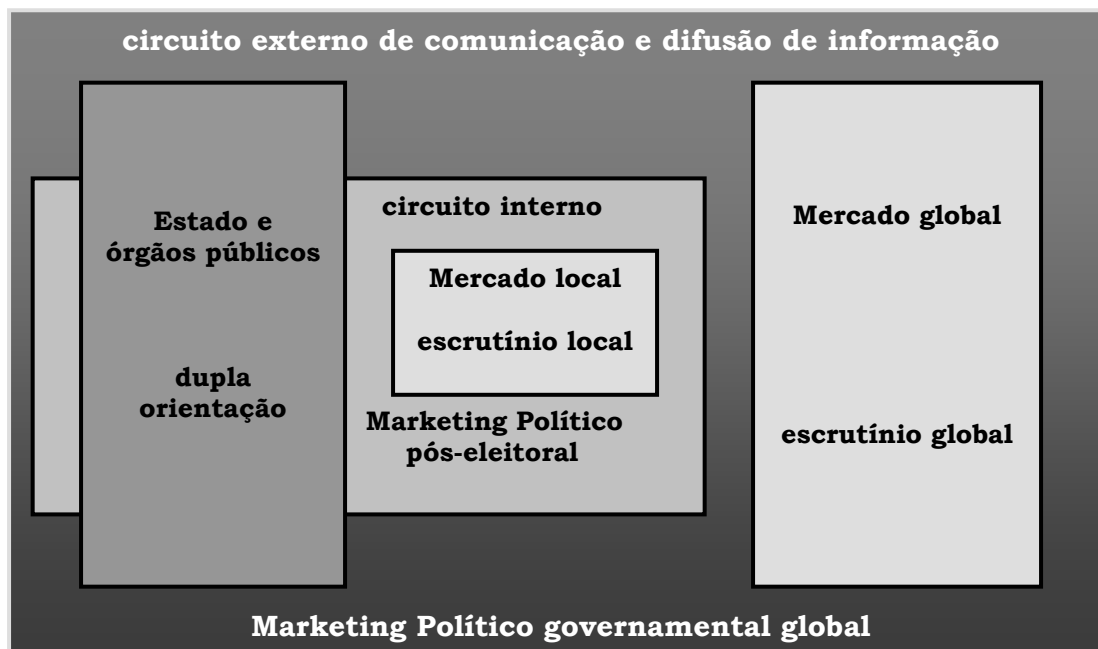 circuito externo de comunicação e difusão de informação
Estado e
órgãos públicos
dupla
orientação
circuito interno
Mercado local
escrutínio local
Marketing Político
pós-eleitoral
Mercado global
escrutínio global
Marketing Político governamental global